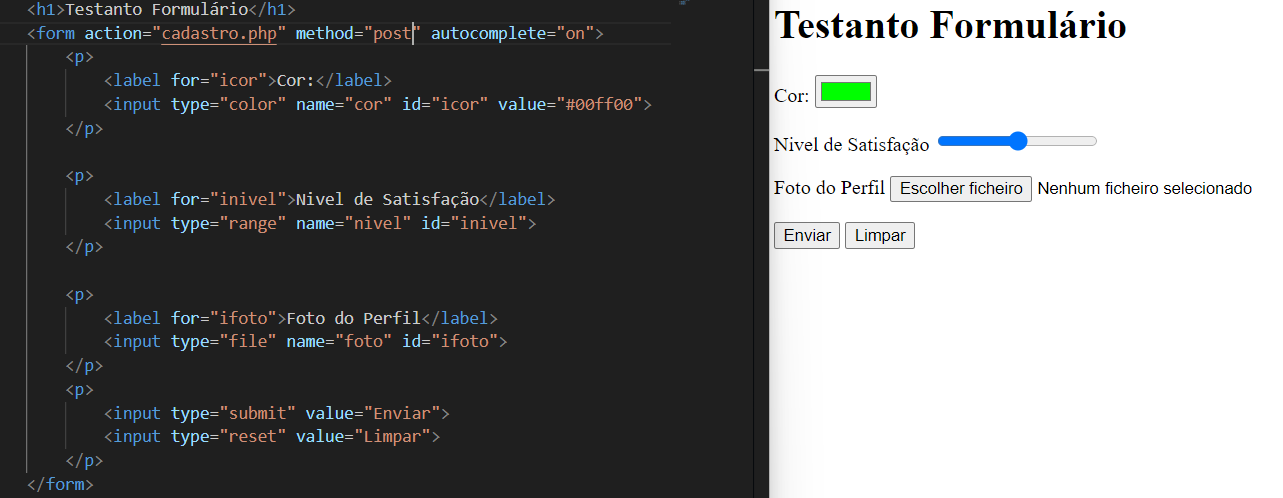 <h1>Testanto Formulário</h1>
<form action="cadastro.php" method="post" autocomplete="on">
<p>
<label for="icor">Cor:</label>
<input type="color" name="cor" id="icor" value="#00ff00">
</p>
<p>
<label for="inivel">Nivel de Satisfação</label>
<input type="range" name="nivel" id="inivel">
</p>
<p>
<label for="ifoto">Foto do Perfil</label>
<input type="file" name="foto" id="ifoto">
</p>
<p>
<input type="submit" value="Enviar">
<input type="reset" value="Limpar">
</p>
</form>
Testanto Formulário
Cor:
Nivel de Satisfação
Foto do Perfil Escolher ficheiro Nenhum ficheiro selecionado
Enviar Limpar